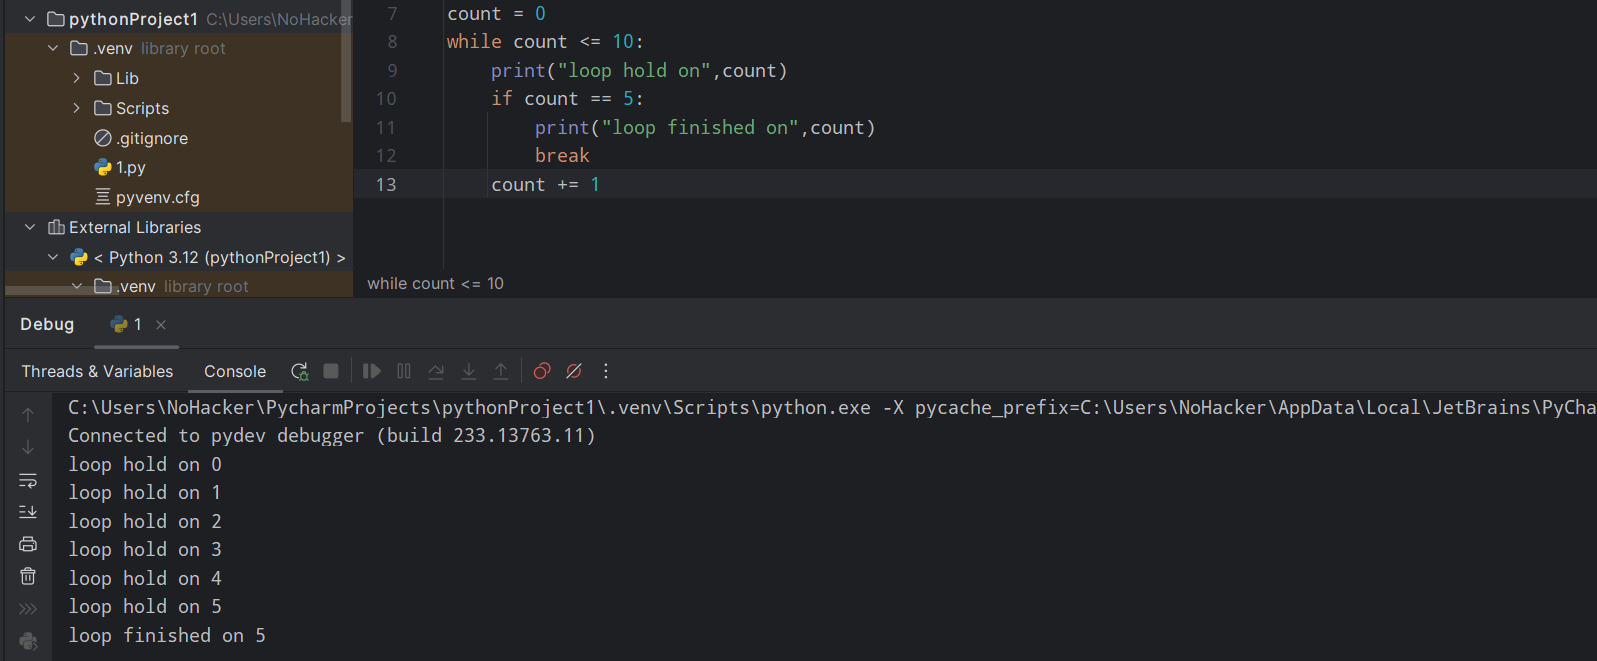 pythonProject1 C:\Users\NoHacker
.venv library root
Lib
Scripts
.gitignore
1.py
pyvenv.cfg
External Libraries
< Python 3.12 (pythonProject1) >
.venv library root
7 count = 0
8 while count <= 10:
9 print("loop hold on",count)
10 if count == 5:
11 print("loop finished on",count)
12 break
13 count += 1
while count <= 10
Debug 1
Threads & Variables Console
C:\Users\NoHacker\PycharmProjects\pythonProject1\.venv\Scripts\python.exe -X pycache_prefix=C:\Users\NoHacker\AppData\Local\JetBrains\PyCha
Connected to pydev debugger (build 233.13763.11)
loop hold on 0
loop hold on 1
loop hold on 2
loop hold on 3
loop hold on 4
loop hold on 5
loop finished on 5